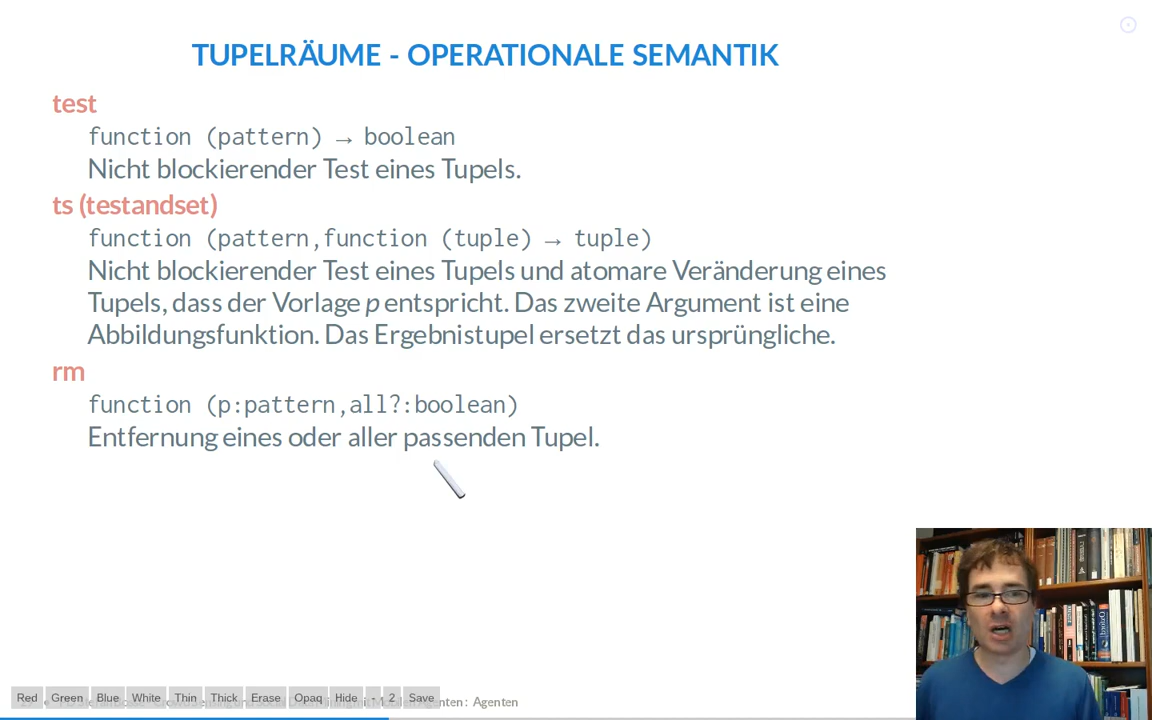 TUPELRÄUME - OPERATIONALE SEMANTIK
test
function (pattern) → boolean
Nicht blockierender Test eines Tupels.
ts (testandset)
function (pattern,function (tuple) → tuple)
Nicht blockierender Test eines Tupels und atomare Veränderung eines
Tupels, dass der Vorlage p entspricht. Das zweite Argument ist eine
Abbildungsfunktion. Das Ergebnistupel ersetzt das ursprüngliche.
rm
function (p:pattern,all?:boolean)
Entfernung eines oder aller passenden Tupel.
Red Green Blue White Thin Thick Erase Opaq Hide - 2 Save
: Agenten